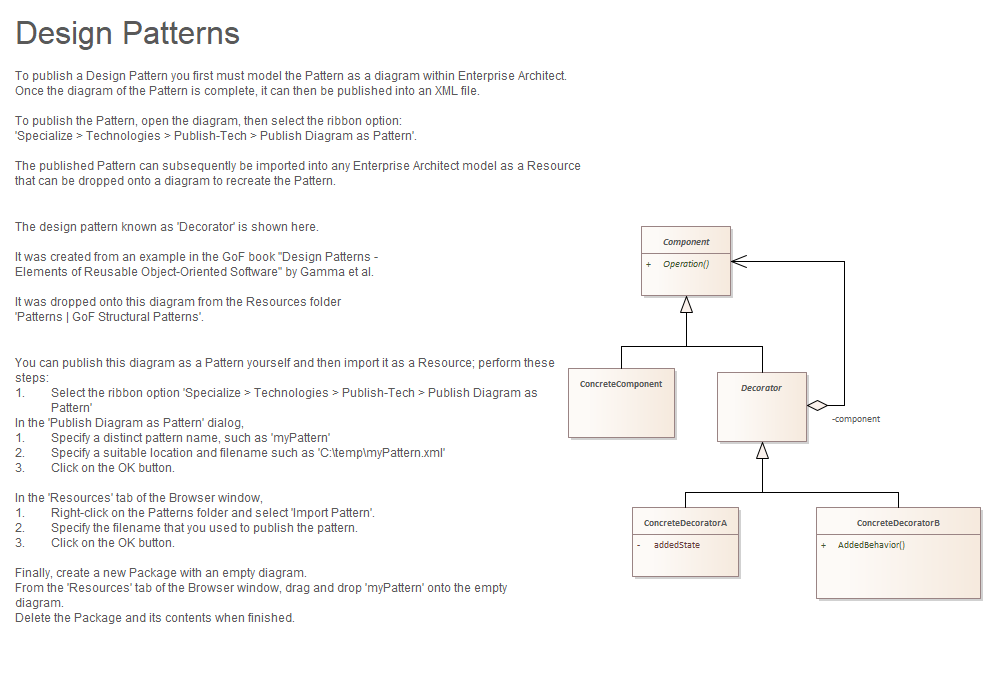 Design Patterns
To publish a Design Pattern you first must model the Pattern as a diagram within Enterprise Architect.
Once the diagram of the Pattern is complete, it can then be published into an XML file.
To publish the Pattern, open the diagram, then select the ribbon option:
'Specialize > Technologies > Publish-Tech > Publish Diagram as Pattern'.
The published Pattern can subsequently be imported into any Enterprise Architect model as a Resource
that can be dropped onto a diagram to recreate the Pattern.
The design pattern known as 'Decorator' is shown here.
It was created from an example in the GoF book "Design Patterns -
Elements of Reusable Object-Oriented Software" by Gamma et al.
It was dropped onto this diagram from the Resources folder
'Patterns | GoF Structural Patterns'.
You can publish this diagram as a Pattern yourself and then import it as a Resource; perform these
steps:
1. Select the ribbon option 'Specialize > Technologies > Publish-Tech > Publish Diagram as
Pattern'
In the 'Publish Diagram as Pattern' dialog,
1. Specify a distinct pattern name, such as 'myPattern'
2. Specify a suitable location and filename such as 'C:\temp\myPattern.xml'
3. Click on the OK button.
In the 'Resources' tab of the Browser window,
1. Right-click on the Patterns folder and select 'Import Pattern'.
2. Specify the filename that you used to publish the pattern.
3. Click on the OK button.
Finally, create a new Package with an empty diagram.
From the 'Resources' tab of the Browser window, drag and drop 'myPattern' onto the empty
diagram.
Delete the Package and its contents when finished.
Component
+ Operation()
ConcreteComponent
Decorator
-component
ConcreteDecoratorA
- addedState
ConcreteDecoratorB
+ AddedBehavior()